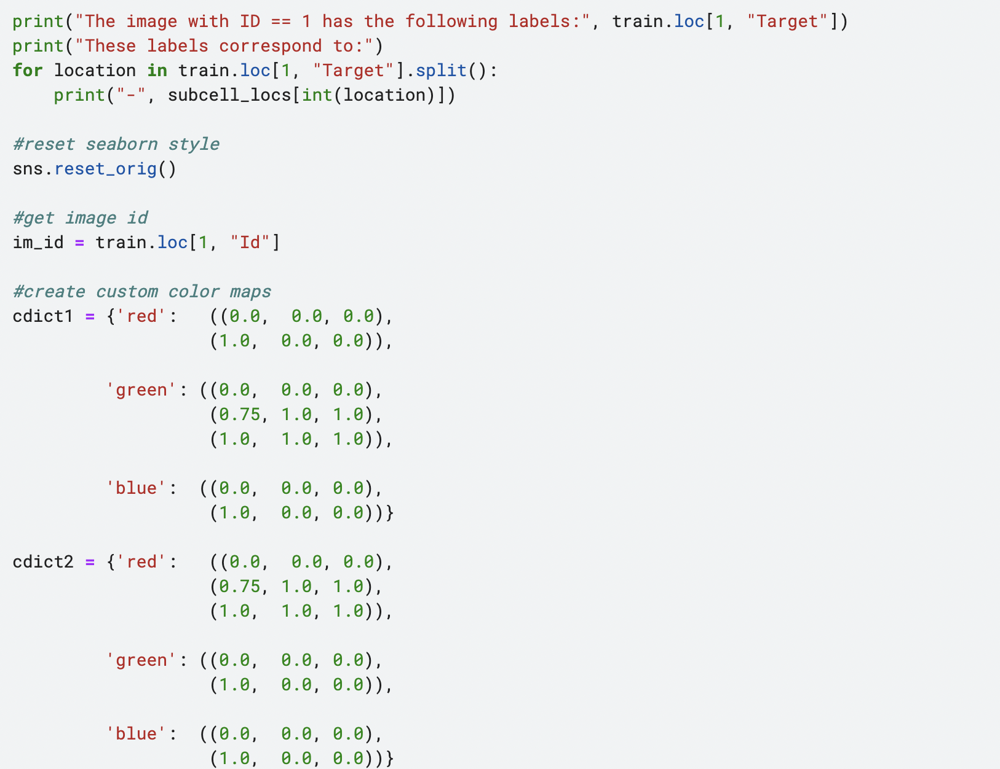 print("The image with ID == 1 has the following labels:", train.loc[1, "Target"])
print("These labels correspond to:")
for location in train.loc[1, "Target"].split():
    print("-", subcell_locs[int(location)])

#reset seaborn style
sns.reset_orig()

#get image id
im_id = train.loc[1, "Id"]

#create custom color maps
cdict1 = {'red':   ((0.0,  0.0, 0.0),
                   (1.0,  0.0, 0.0)),

         'green': ((0.0,  0.0, 0.0),
                   (0.75, 1.0, 1.0),
                   (1.0,  1.0, 1.0)),

         'blue':  ((0.0,  0.0, 0.0),
                   (1.0,  0.0, 0.0))}

cdict2 = {'red':   ((0.0,  0.0, 0.0),
                   (0.75, 1.0, 1.0),
                   (1.0,  1.0, 1.0)),

         'green': ((0.0,  0.0, 0.0),
                   (1.0,  0.0, 0.0)),

         'blue':  ((0.0,  0.0, 0.0),
                   (1.0,  0.0, 0.0))}